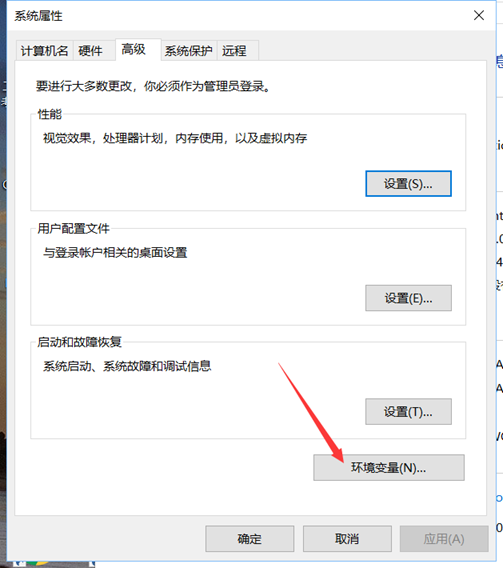 系统属性
计算机名 硬件 高级 系统保护 远程
要进行大多数更改，你必须作为管理员登录。
性能
视觉效果，处理器计划，内存使用，以及虚拟内存
设置(S)...
用户配置文件
与登录帐户相关的桌面设置
设置(E)...
启动和故障恢复
系统启动、系统故障和调试信息
设置(T)...
环境变量(N)...
确定 取消 应用(A)